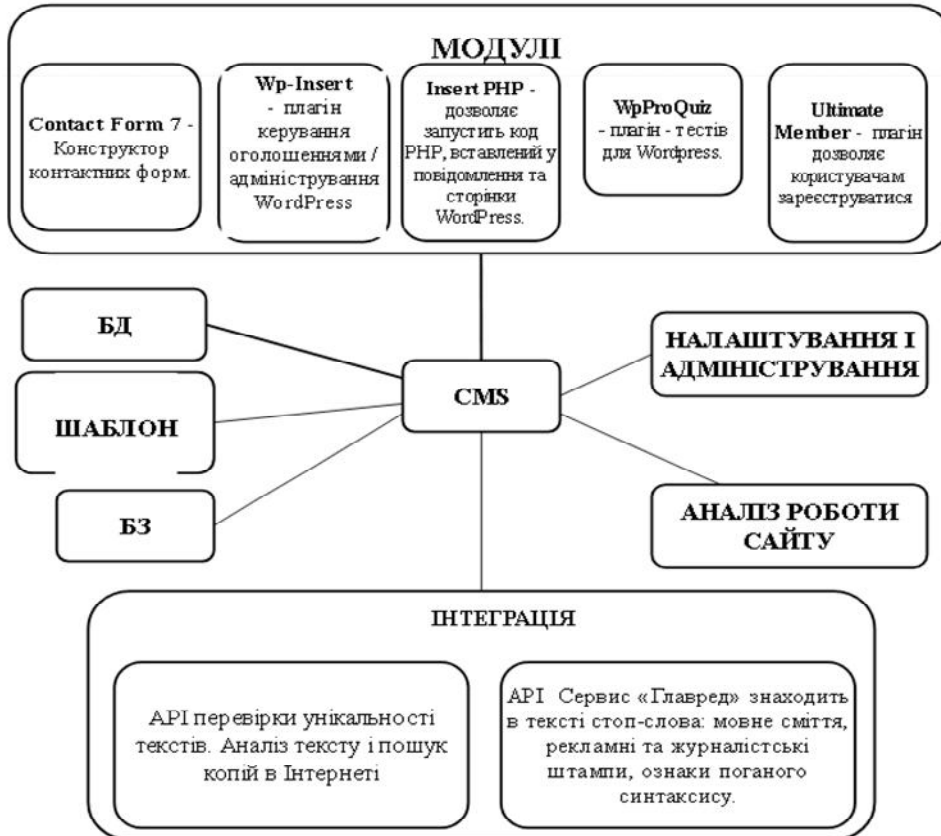 МОДУЛІ
Contact Form 7 -
Конструктор
контактних форм.
Wp-Insert
- плагін
керування
оголошеннями /
адміністрування
WordPress
Insert PHP -
дозволяє
запустить код
PHP, вставлений у
повідомлення та
сторінки
WordPress.
WpProQuiz
- плагін - тестів
для Wordpress.
Ultimate
Member - плагін
дозволяє
користувачам
зареєструватися
БД
ШАБЛОН
БЗ
CMS
НАЛАШТУВАННЯ І
АДМІНІСТРУВАННЯ
АНАЛІЗ РОБОТИ
САЙТУ
ІНТЕГРАЦІЯ
API перевірки унікальності
текстів. Аналіз тексту і пошук
копій в Інтернеті
API Сервис «Главред» знаходить
в тексті стоп-слова: мовне сміття,
рекламні та журналістські
штампи, ознаки поганого
синтаксису.